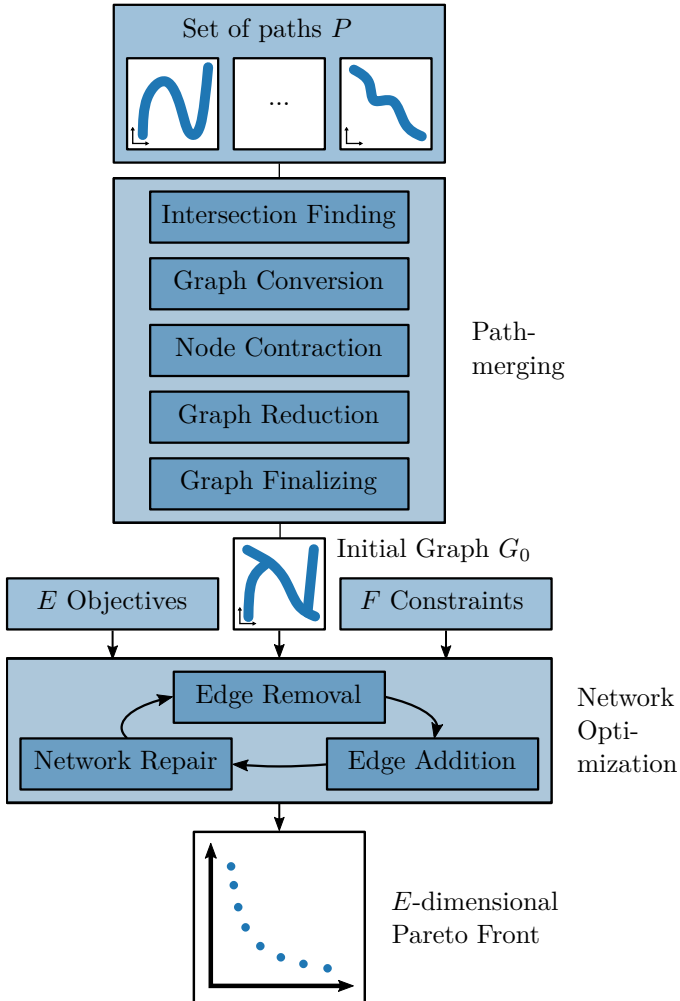 Set of paths P
...
Intersection Finding
Graph Conversion
Node Contraction
Graph Reduction
Graph Finalizing
Path-
merging
Initial Graph G₀
E Objectives
F Constraints
Edge Removal
Network Repair
Edge Addition
Network
Opti-
mization
E-dimensional
Pareto Front